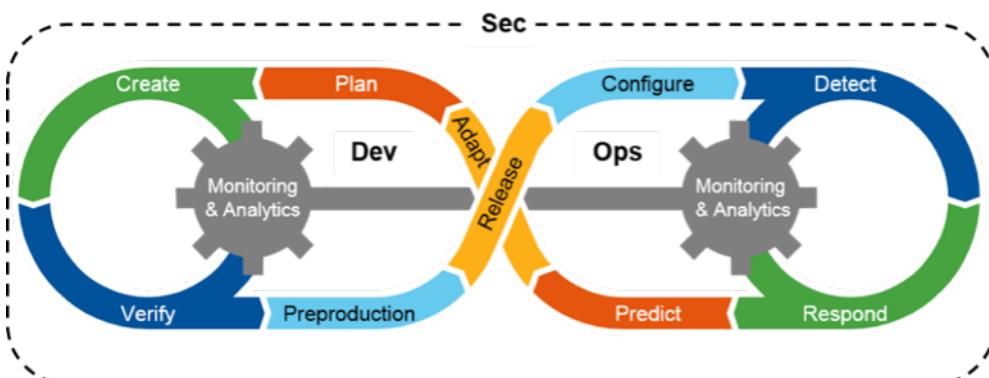 Sec
Create
Plan
Configure
Detect
Adapt
Dev
Ops
Release
Monitoring
& Analytics
Monitoring
& Analytics
Verify
Preproduction
Predict
Respond